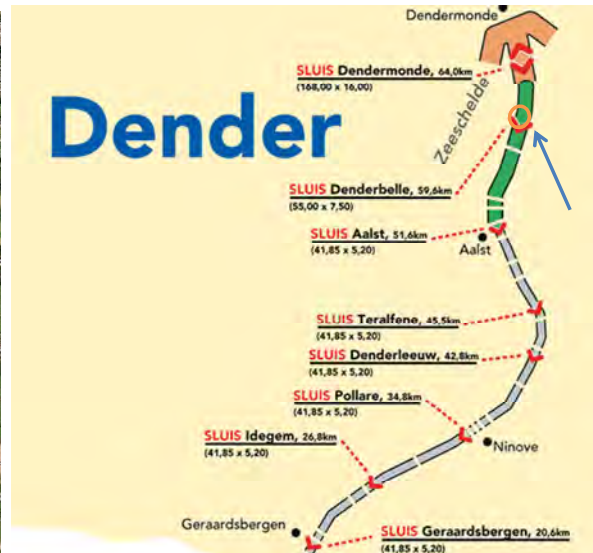 Dendermonde
SLUIS Dendermonde, 64,0km
(168,00 x 16,00)
Dender
Zeeschelde
SLUIS Denderbelle, 59,6km
(55,00 x 7,50)
SLUIS Aalst, 51,6km
(41,85 x 5,20)
Aalst
SLUIS Teralfene, 45,5km
(41,85 x 5,20)
SLUIS Denderleeuw, 42,8km
(41,85 x 5,20)
SLUIS Pollare, 34,8km
(41,85 x 5,20)
SLUIS Idegem, 26,8km
(41,85 x 5,20)
Ninove
Geraardsbergen
SLUIS Geraardsbergen, 20,6km
(41,85 x 5,20)